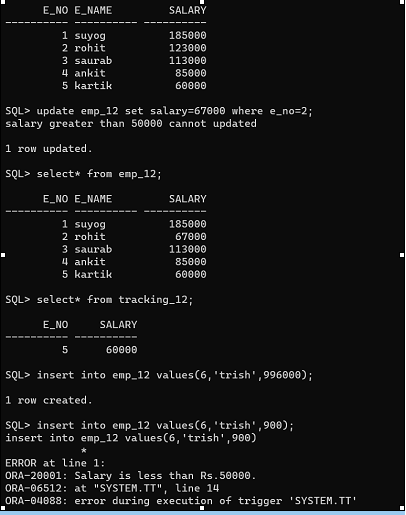 E_NO E_NAME SALARY
---------- ---------- ----------
1 suyog 185000
2 rohit 123000
3 saurab 113000
4 ankit 85000
5 kartik 60000
SQL> update emp_12 set salary=67000 where e_no=2;
salary greater than 50000 cannot updated
1 row updated.
SQL> select* from emp_12;
E_NO E_NAME SALARY
---------- ---------- ----------
1 suyog 185000
2 rohit 67000
3 saurab 113000
4 ankit 85000
5 kartik 60000
SQL> select* from tracking_12;
E_NO SALARY
---------- ----------
5 60000
SQL> insert into emp_12 values(6,'trish',996000);
1 row created.
SQL> insert into emp_12 values(6,'trish',900);
insert into emp_12 values(6,'trish',900)
*
ERROR at line 1:
ORA-20001: Salary is less than Rs.50000.
ORA-06512: at "SYSTEM.TT", line 14
ORA-04088: error during execution of trigger 'SYSTEM.TT'